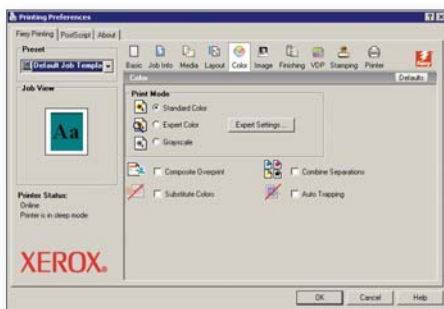 Printing Preferences
Fiery Printing PostScript About
Preset
Default Job Templa
Basic Job Info Media Layout Color Image Finishing VDP Stamping Printer
Color Defaults
Job View
Aa
Print Mode
Standard Color
Expert Color Expert Settings...
Grayscale
Composite Overprint Combine Separations
Substitute Colors Auto Trapping
Printer Status:
Online
Printer is in sleep mode
XEROX®
OK Cancel Help